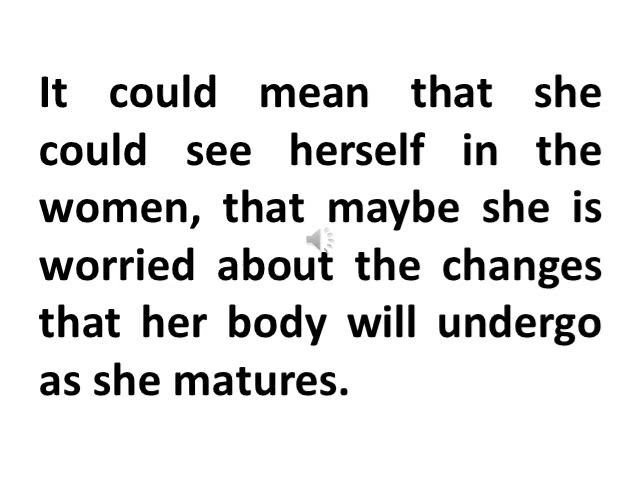 It could mean that she
could see herself in the
women, that maybe she is
worried about the changes
that her body will undergo
as she matures.